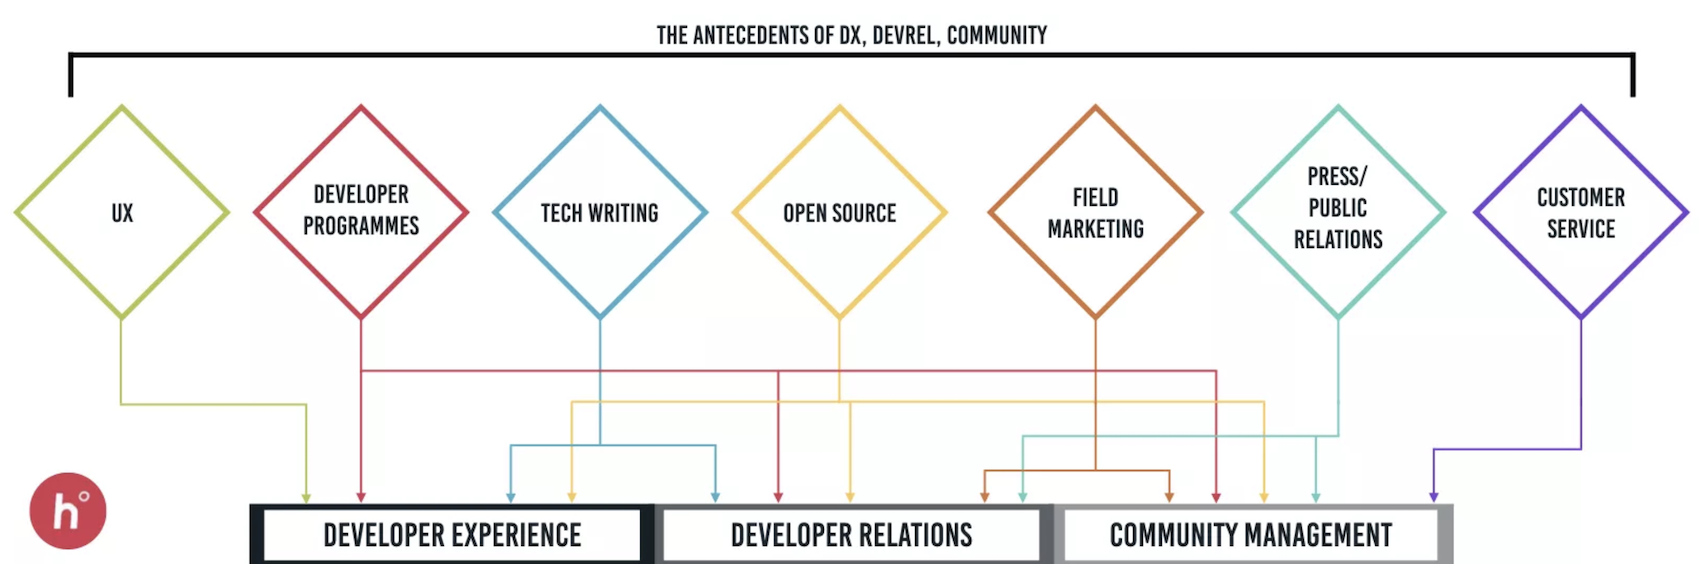 THE ANTECEDENTS OF DX, DEVREL, COMMUNITY
UX
DEVELOPER
PROGRAMMES
TECH WRITING
OPEN SOURCE
FIELD
MARKETING
PRESS/
PUBLIC
RELATIONS
CUSTOMER
SERVICE
h°
DEVELOPER EXPERIENCE
DEVELOPER RELATIONS
COMMUNITY MANAGEMENT